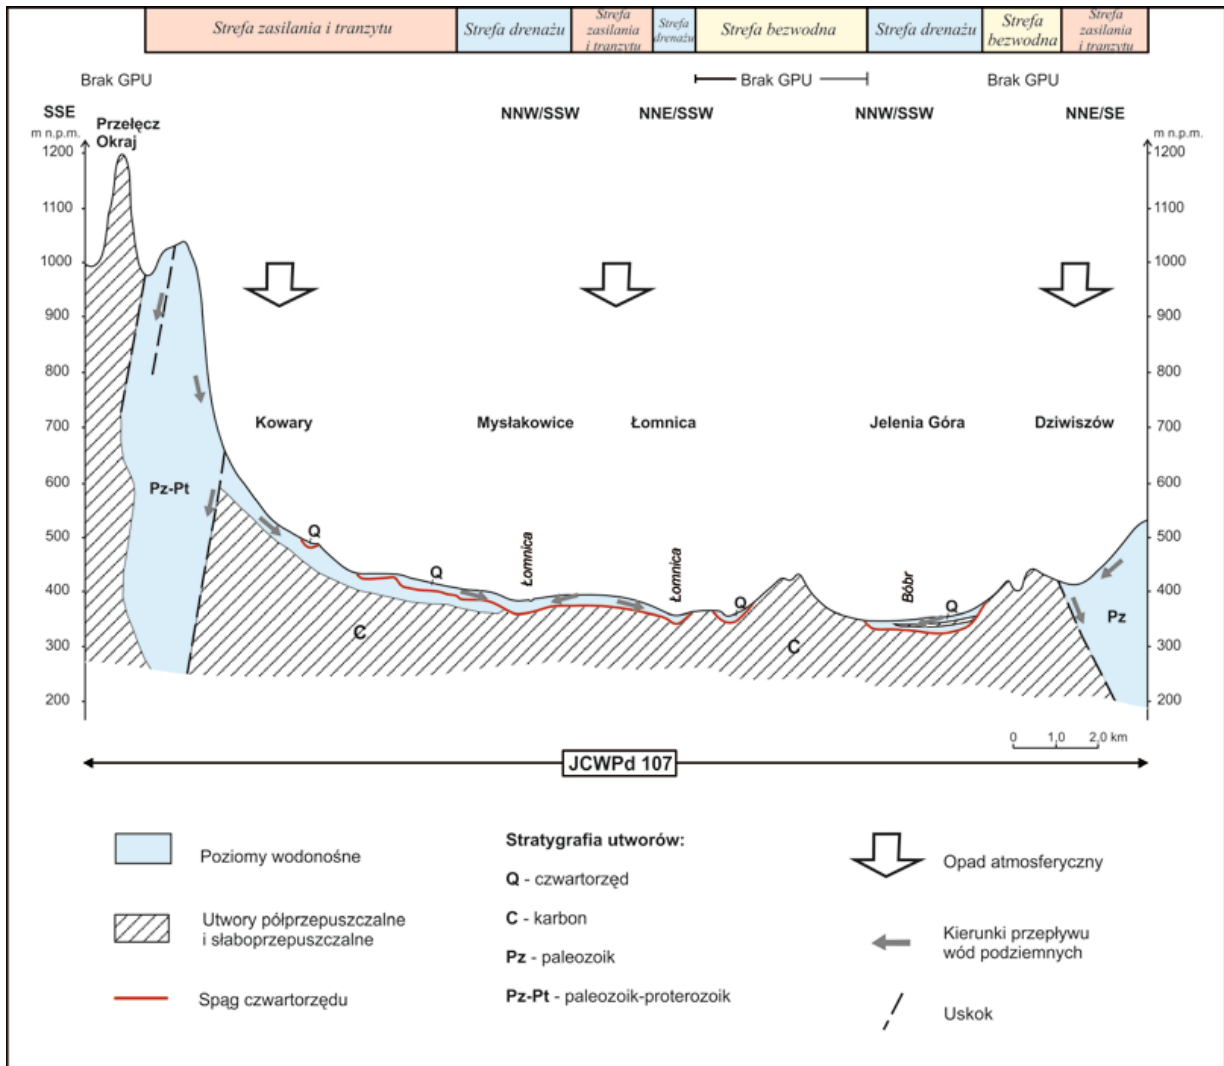 Strefa zasilania i tranzytu
Strefa drenażu
Strefa
zasilania
i tranzytu
Strefa
drenażu
Strefa bezwodna
Strefa drenażu
Strefa
bezwodna
Strefa
zasilania
i tranzytu
Brak GPU
Brak GPU
Brak GPU
SSE
NNW/SSW
NNE/SSW
NNW/SSW
NNE/SE
m n.p.m.
Przełęcz
Okraj
m n.p.m.
1200
1200
1100
1100
1000
1000
900
900
800
800
700
700
Kowary
Mysłakowice
Łomnica
Jelenia Góra
Dziwiszów
600
600
Pz-Pt
500
500
Q
Q
Łomnica
Łomnica
Q
Bóbr
Q
400
400
C
C
Pz
300
300
200
200
0
1,0
2,0 km
JCWPd 107
Poziomy wodonośne
Utwory półprzepuszczalne
i słaboprzepuszczalne
Spąg czwartorzędu
Stratygrafia utworów:
Q - czwartorzęd
C - karbon
Pz - paleozoik
Pz-Pt - paleozoik-proterozoik
Opad atmosferyczny
Kierunki przepływu
wód podziemnych
Uskok